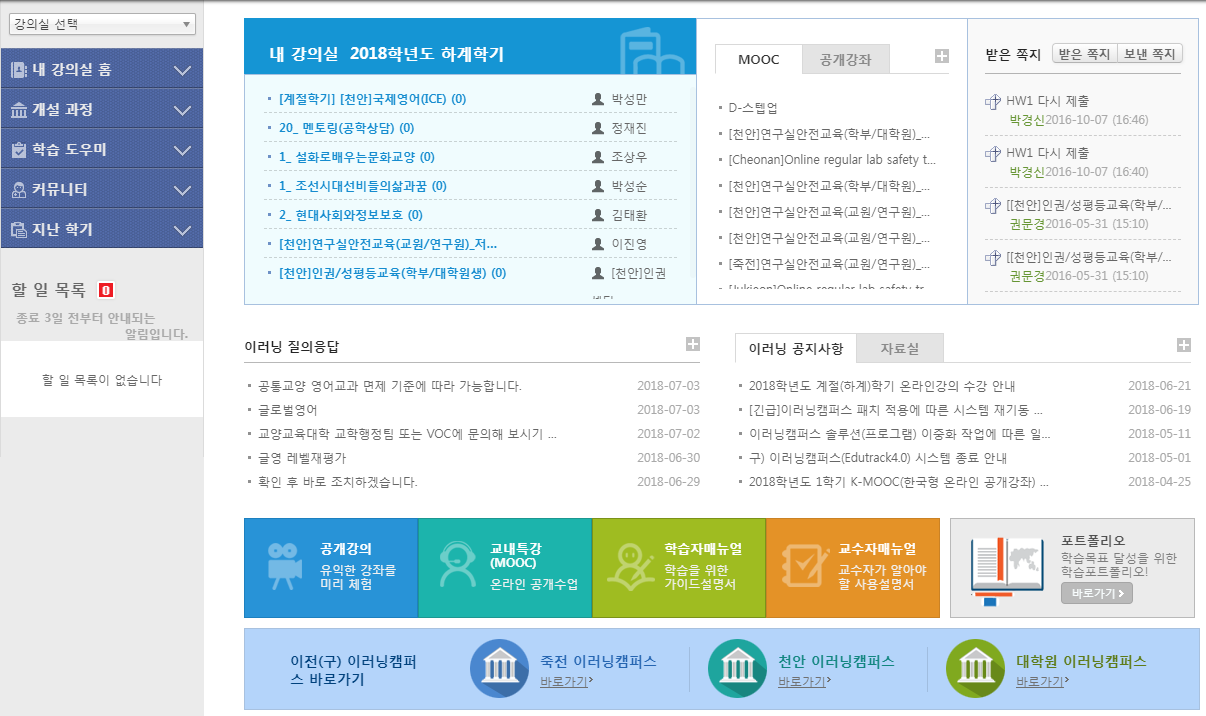 강의실 선택
내 강의실 홈
개설 과정
학습 도우미
커뮤니티
지난 학기
할 일 목록 0
종료 3일 전부터 안내되는
알림입니다.
할 일 목록이 없습니다
내 강의실 2018학년도 하계학기
[계절학기] [천안]국제영어(ICE) (0) 박성만
20_ 멘토링(공학상담) (0) 정재진
1_ 설화로배우는문화교양 (0) 조상우
1_ 조선시대선비들의삶과꿈 (0) 박성순
2_ 현대사회와정보보호 (0) 김태환
[천안]연구실안전교육(교원/연구원)_저... 이진영
[천안]인권/성평등교육(학부/대학원생) (0) [천안]인권
MOOC 공개강좌
D-스텝업
[천안]연구실안전교육(학부/대학원)_...
[Cheonan]Online regular lab safety t...
[천안]연구실안전교육(학부/대학원)_...
[천안]연구실안전교육(교원/연구원)_...
[천안]연구실안전교육(교원/연구원)_...
[죽전]연구실안전교육(교원/연구원)_...
[Jukjeon]Online regular lab safety tr...
받은 쪽지 받은 쪽지 보낸 쪽지
HW1 다시 제출
박경신2016-10-07 (16:46)
HW1 다시 제출
박경신2016-10-07 (16:40)
[[천안]인권/성평등교육(학부/...
권문경2016-05-31 (15:10)
[[천안]인권/성평등교육(학부/...
권문경2016-05-31 (15:10)
이러닝 질의응답
공통교양 영어교과 면제 기준에 따라 가능합니다. 2018-07-03
글로벌영어 2018-07-03
교양교육대학 교학행정팀 또는 VOC에 문의해 보시기 ... 2018-07-02
글영 레벨재평가 2018-06-30
확인 후 바로 조치하겠습니다. 2018-06-29
이러닝 공지사항 자료실
2018학년도 계절(하계)학기 온라인강의 수강 안내 2018-06-21
[긴급]이러닝캠퍼스 패치 적용에 따른 시스템 재기동 ... 2018-06-19
이러닝캠퍼스 솔루션(프로그램) 이중화 작업에 따른 일... 2018-05-11
구) 이러닝캠퍼스(Edutrack4.0) 시스템 종료 안내 2018-05-01
2018학년도 1학기 K-MOOC(한국형 온라인 공개강좌) ... 2018-04-25
공개강의
유익한 강좌를
미리 체험
교내특강
(MOOC)
온라인 공개수업
학습자매뉴얼
학습을 위한
가이드설명서
교수자매뉴얼
교수자가 알아야
할 사용설명서
포트폴리오
학습목표 달성을 위한
학습포트폴리오!
바로가기
이전(구) 이러닝캠퍼
스 바로가기
죽전 이러닝캠퍼스
바로가기
천안 이러닝캠퍼스
바로가기
대학원 이러닝캠퍼스
바로가기